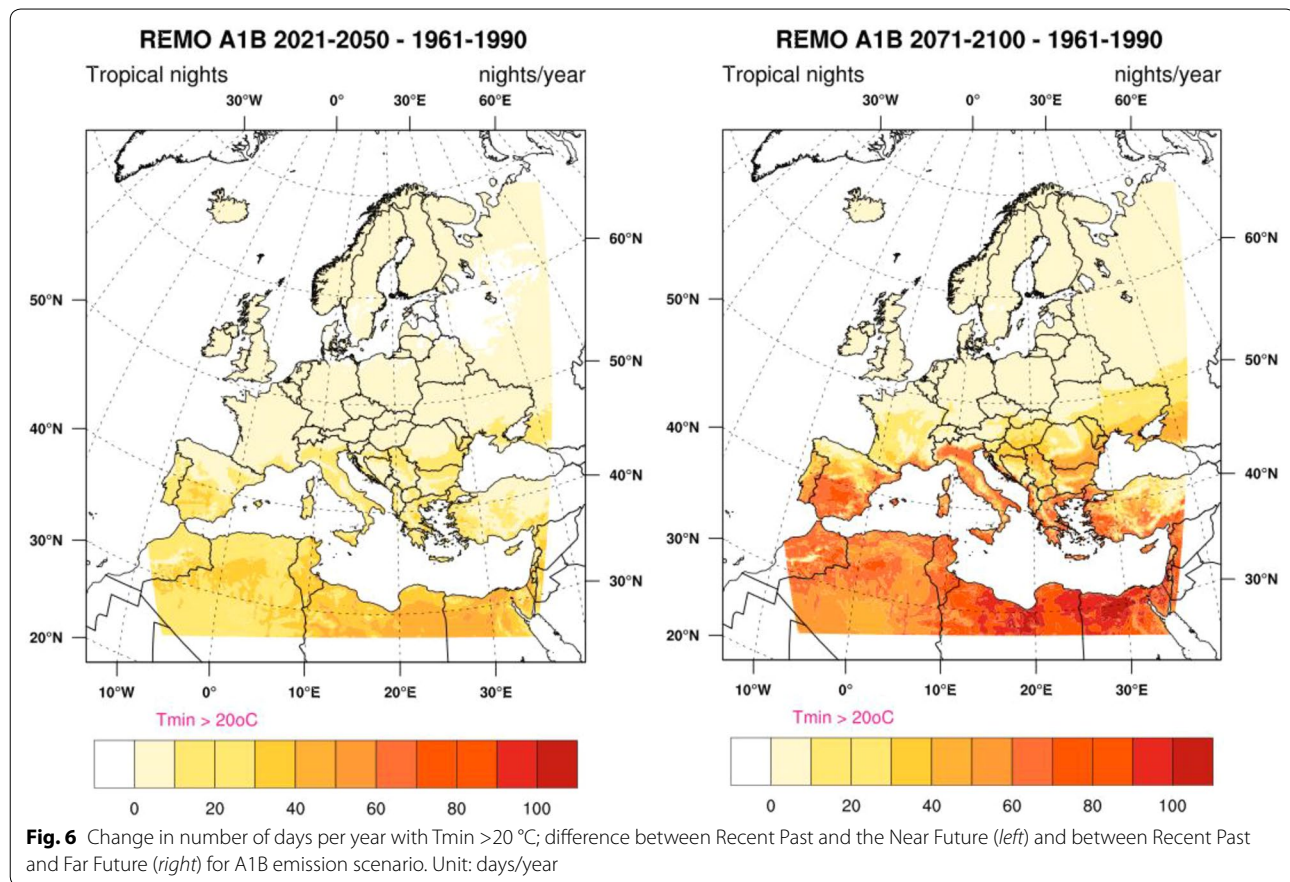 REMO A1B 2021-2050 - 1961-1990
Tropical nights nights/year
30°W 0° 30°E 60°E
60°N
50°N
50°N
40°N
40°N
30°N
30°N
20°N
10°W 0° 10°E 20°E 30°E
Tmin > 20oC
0 20 40 60 80 100
REMO A1B 2071-2100 - 1961-1990
Tropical nights nights/year
30°W 0° 30°E 60°E
60°N
50°N
50°N
40°N
40°N
30°N
30°N
20°N
10°W 0° 10°E 20°E 30°E
Tmin > 20oC
0 20 40 60 80 100
Fig. 6 Change in number of days per year with Tmin >20 °C; difference between Recent Past and the Near Future (left) and between Recent Past
and Far Future (right) for A1B emission scenario. Unit: days/year